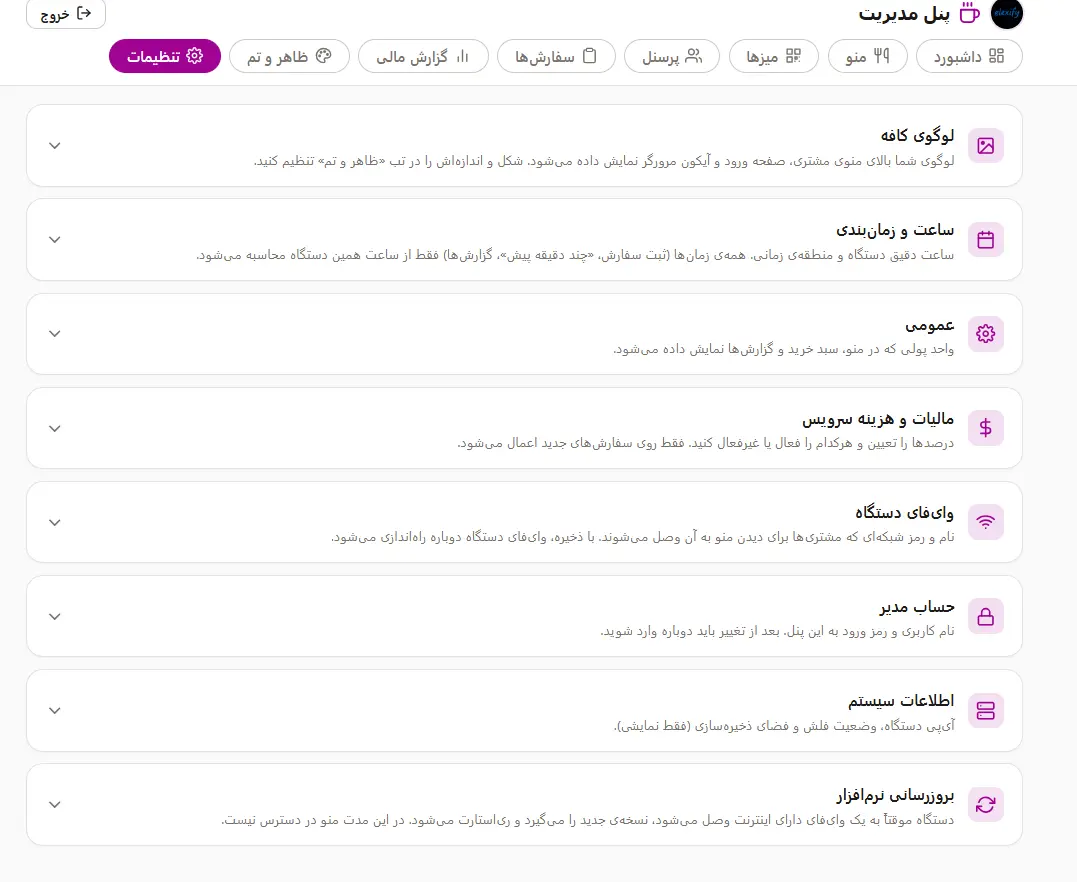 elexify
پنل مدیریت
خروج
داشبورد
منو
میزها
پرسنل
سفارش‌ها
گزارش مالی
ظاهر و تم
تنظیمات
لوگوی کافه
لوگوی شما بالای منوی مشتری، صفحه ورود و آیکون مرورگر نمایش داده می‌شود. شکل و اندازه‌اش را در تب «ظاهر و تم» تنظیم کنید.
ساعت و زمان‌بندی
ساعت دقیق دستگاه و منطقه‌ی زمانی. همه‌ی زمان‌ها (ثبت سفارش، «چند دقیقه پیش»، گزارش‌ها) فقط از ساعت همین دستگاه محاسبه می‌شود.
عمومی
واحد پولی که در منو، سبد خرید و گزارش‌ها نمایش داده می‌شود.
مالیات و هزینه سرویس
درصدها را تعیین و هرکدام را فعال یا غیرفعال کنید. فقط روی سفارش‌های جدید اعمال می‌شود.
وای‌فای دستگاه
نام و رمز شبکه‌ای که مشتری‌ها برای دیدن منو به آن وصل می‌شوند. با ذخیره، وای‌فای دستگاه دوباره راه‌اندازی می‌شود.
حساب مدیر
نام کاربری و رمز ورود به این پنل. بعد از تغییر باید دوباره وارد شوید.
اطلاعات سیستم
آی‌پی دستگاه، وضعیت فلش و فضای ذخیره‌سازی (فقط نمایشی).
بروزرسانی نرم‌افزار
دستگاه موقتاً به یک وای‌فای دارای اینترنت وصل می‌شود، نسخه‌ی جدید را می‌گیرد و ری‌استارت می‌شود. در این مدت منو در دسترس نیست.